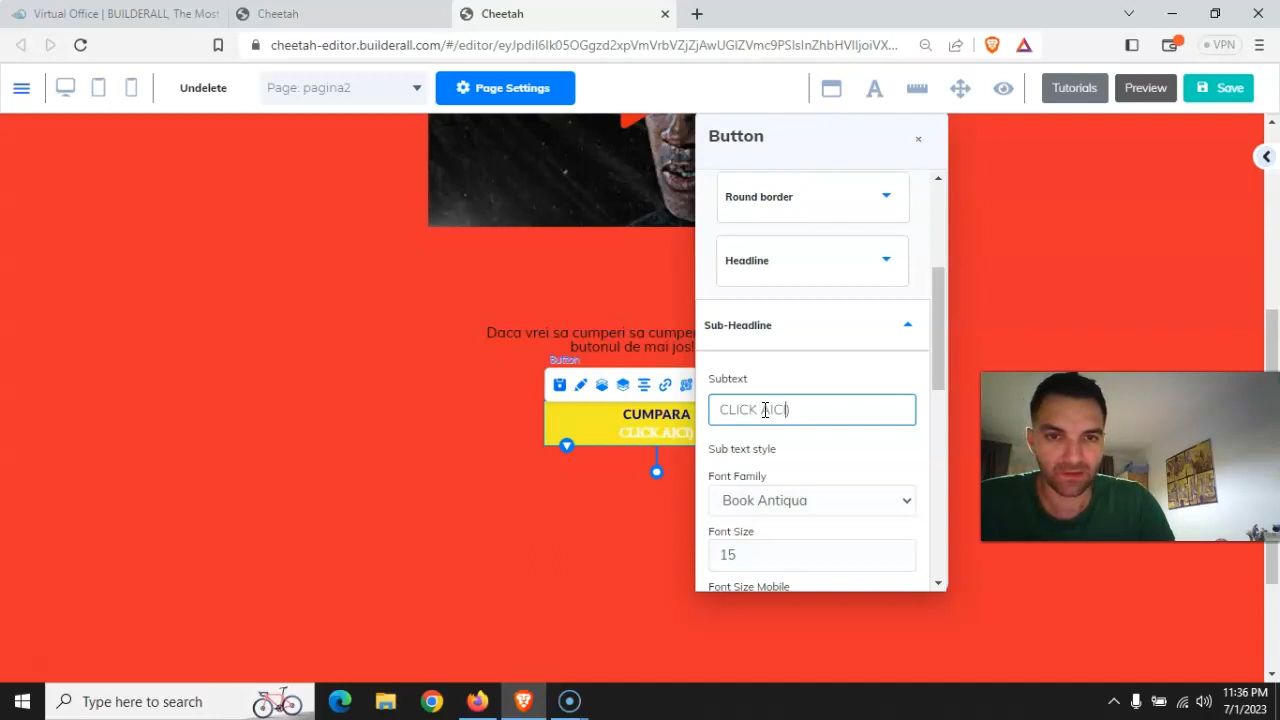 Virtual Office | BUILDERALL, The Most
Cheetah
Cheetah
cheetah-editor.builderall.com/#/editor/
VPN
Undelete
Page: pagina2
Page Settings
Tutorials
Preview
Save
Button
Round border
Headline
Daca vrei sa cumperi sa cumper
butonul de mai jos!
Button
CUMPARA
CLICK AICI)
Sub-Headline
Subtext
CLICK AICI)
Sub text style
Font Family
Book Antiqua
Font Size
15
Font Size Mobile
Type here to search
11:36 PM
7/1/2023